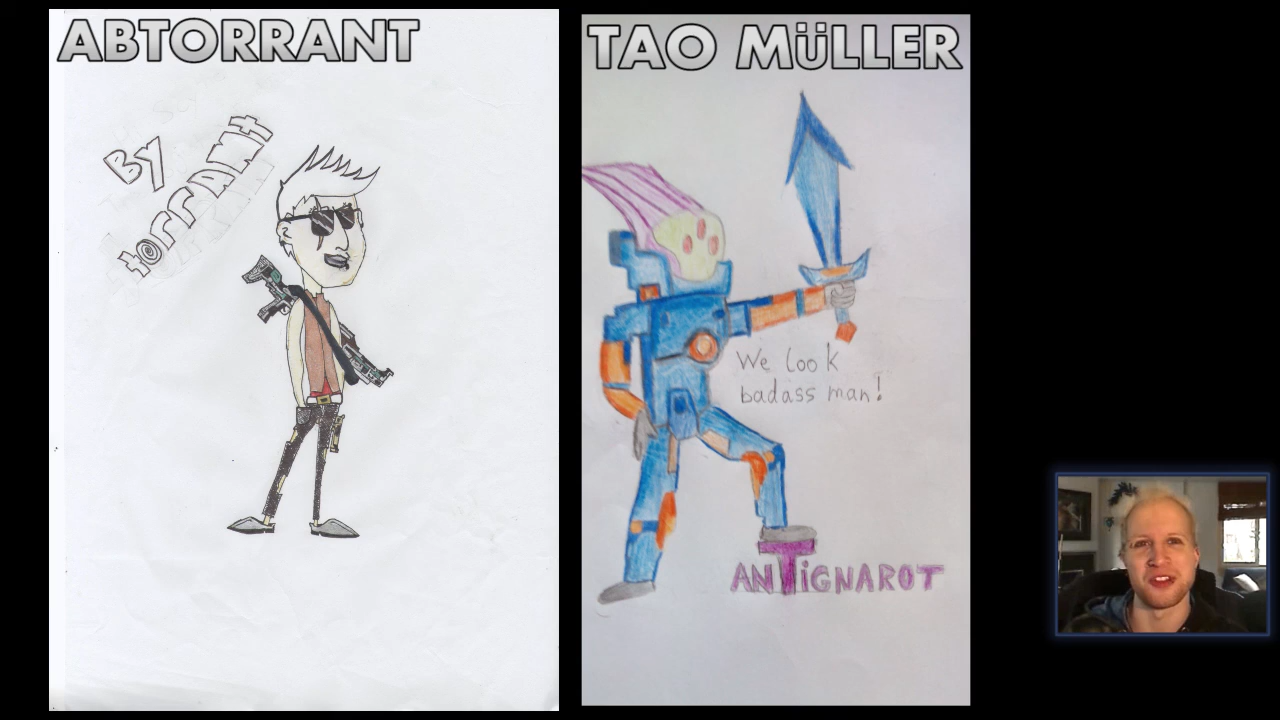 ABTORRANT
By
torrANt
TAO MÜLLER
We look
badass man!
ANTiGNAROT